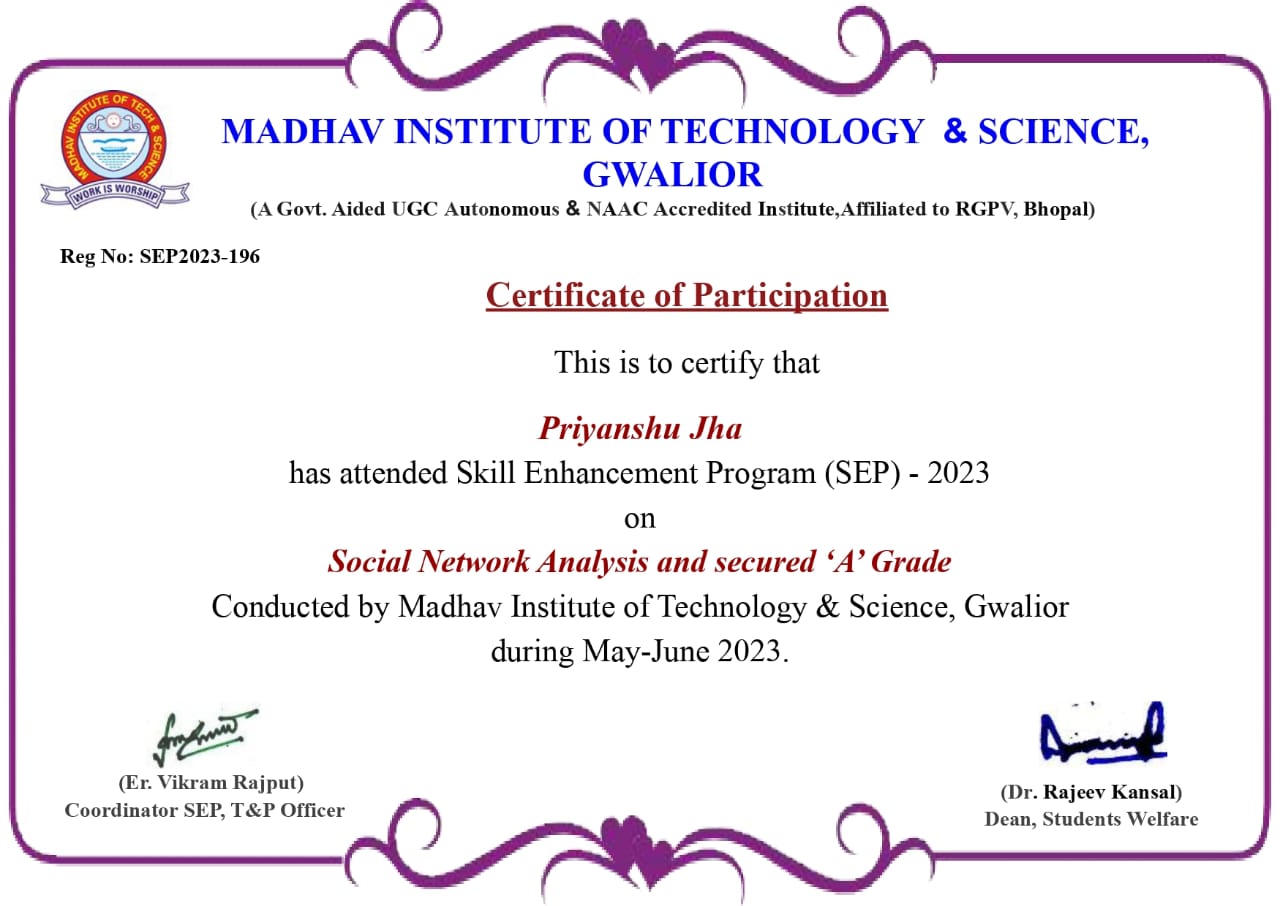 MADHAV INSTITUTE OF TECH & SCIENCE
WORK IS WORSHIP
MADHAV INSTITUTE OF TECHNOLOGY & SCIENCE,
GWALIOR
(A Govt. Aided UGC Autonomous & NAAC Accredited Institute,Affiliated to RGPV, Bhopal)
Reg No: SEP2023-196
Certificate of Participation
This is to certify that
Priyanshu Jha
has attended Skill Enhancement Program (SEP) - 2023
on
Social Network Analysis and secured ‘A’ Grade
Conducted by Madhav Institute of Technology & Science, Gwalior
during May-June 2023.
(Er. Vikram Rajput)
Coordinator SEP, T&P Officer
(Dr. Rajeev Kansal)
Dean, Students Welfare